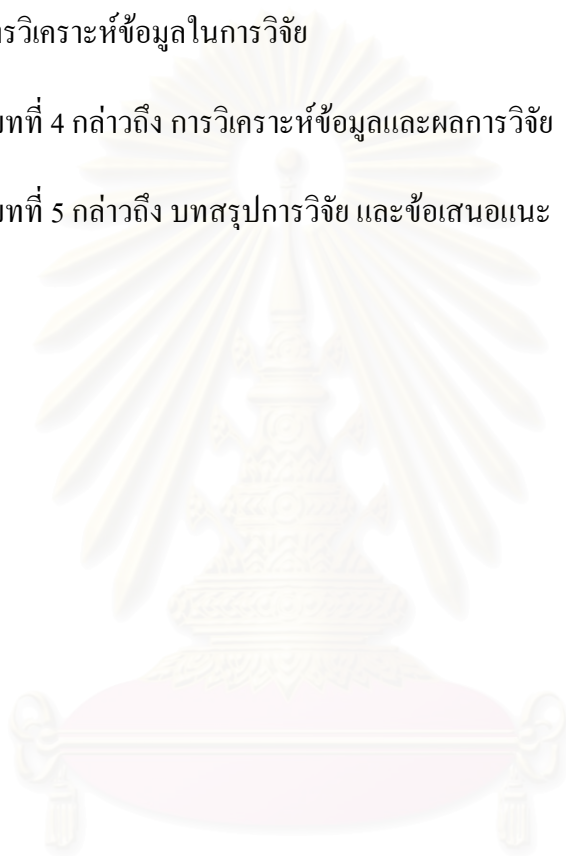 ารวิเคราะห์ข้อมูลในการวิจัย
ทที่ 4 กล่าวถึง การวิเคราะห์ข้อมูลและผลการวิจัย
ทที่ 5 กล่าวถึง บทสรุปการวิจัย และข้อเสนอแนะ